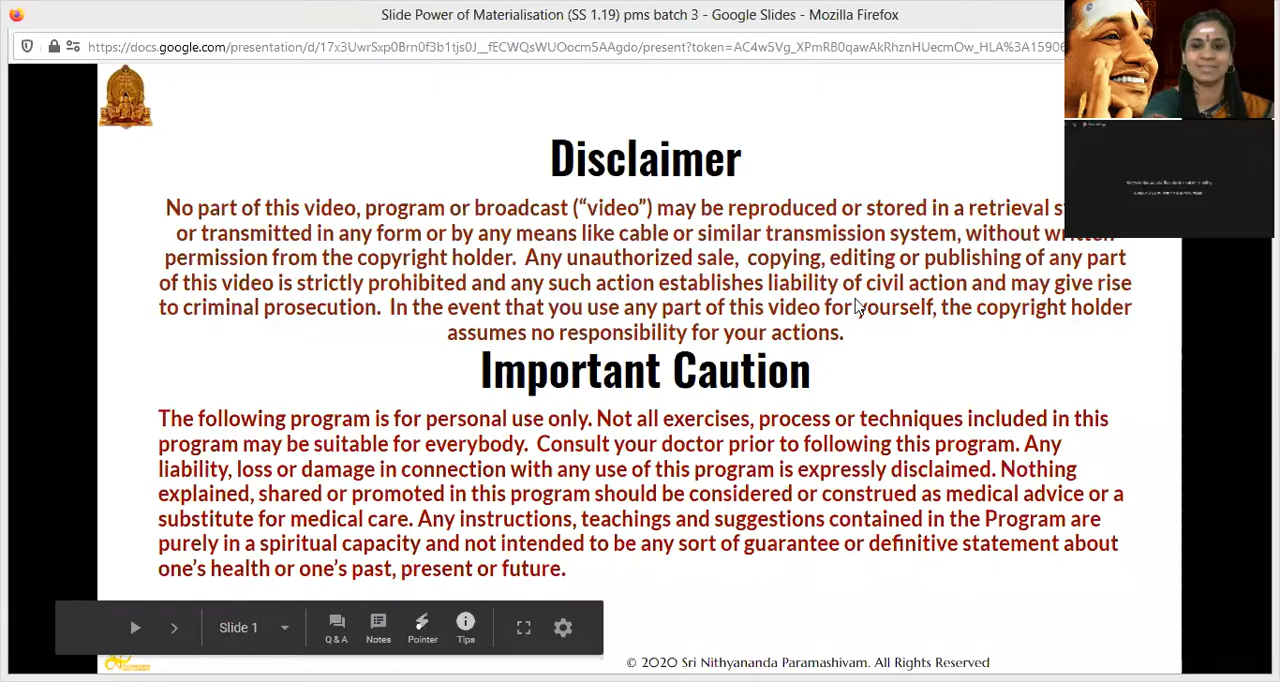 Slide Power of Materialisation (SS 1.19) pms batch 3 - Google Slides - Mozilla Firefox
https://docs.google.com/presentation/d/17x3UwrSxp0Brn0f3b1tjs0J__fECWQsWUOocm5AAgdo/present?token=AC4w5Vg_XPmRB0qawAkRhznHUecmOw_HLA%3A15906
Disclaimer
No part of this video, program or broadcast (“video”) may be reproduced or stored in a retrieval
or transmitted in any form or by any means like cable or similar transmission system, without written
permission from the copyright holder. Any unauthorized sale, copying, editing or publishing of any part
of this video is strictly prohibited and any such action establishes liability of civil action and may give rise
to criminal prosecution. In the event that you use any part of this video for yourself, the copyright holder
assumes no responsibility for your actions.
Important Caution
The following program is for personal use only. Not all exercises, process or techniques included in this
program may be suitable for everybody. Consult your doctor prior to following this program. Any
liability, loss or damage in connection with any use of this program is expressly disclaimed. Nothing
explained, shared or promoted in this program should be considered or construed as medical advice or a
substitute for medical care. Any instructions, teachings and suggestions contained in the Program are
purely in a spiritual capacity and not intended to be any sort of guarantee or definitive statement about
one’s health or one’s past, present or future.
Slide 1
Q & A
Notes
Pointer
Tips
© 2020 Sri Nithyananda Paramashivam. All Rights Reserved